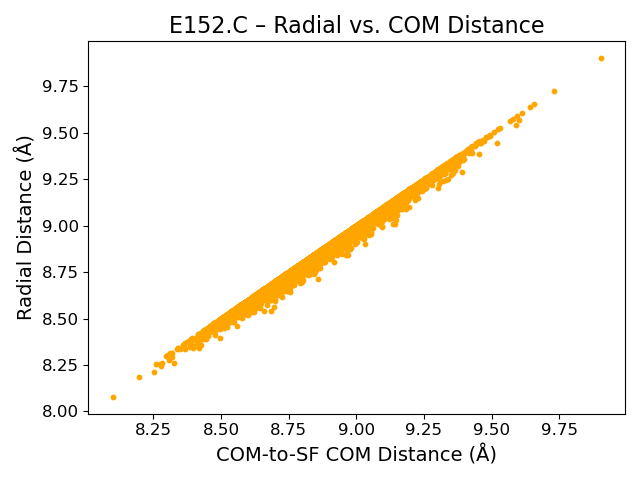 E152.C – Radial vs. COM Distance
Radial Distance (Å)
9.75
9.50
9.25
9.00
8.75
8.50
8.25
8.00
8.25 8.50 8.75 9.00 9.25 9.50 9.75
COM-to-SF COM Distance (Å)